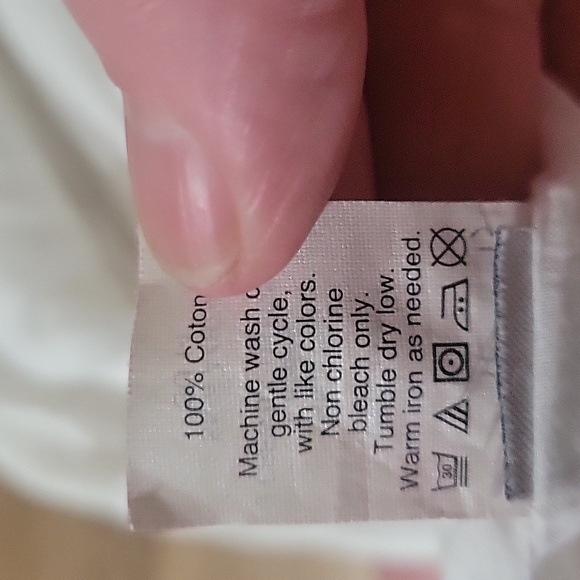 100% Coton
Machine wash
gentle cycle,
with like colors.
Non chlorine
bleach only.
Tumble dry low.
Warm iron as needed.
30